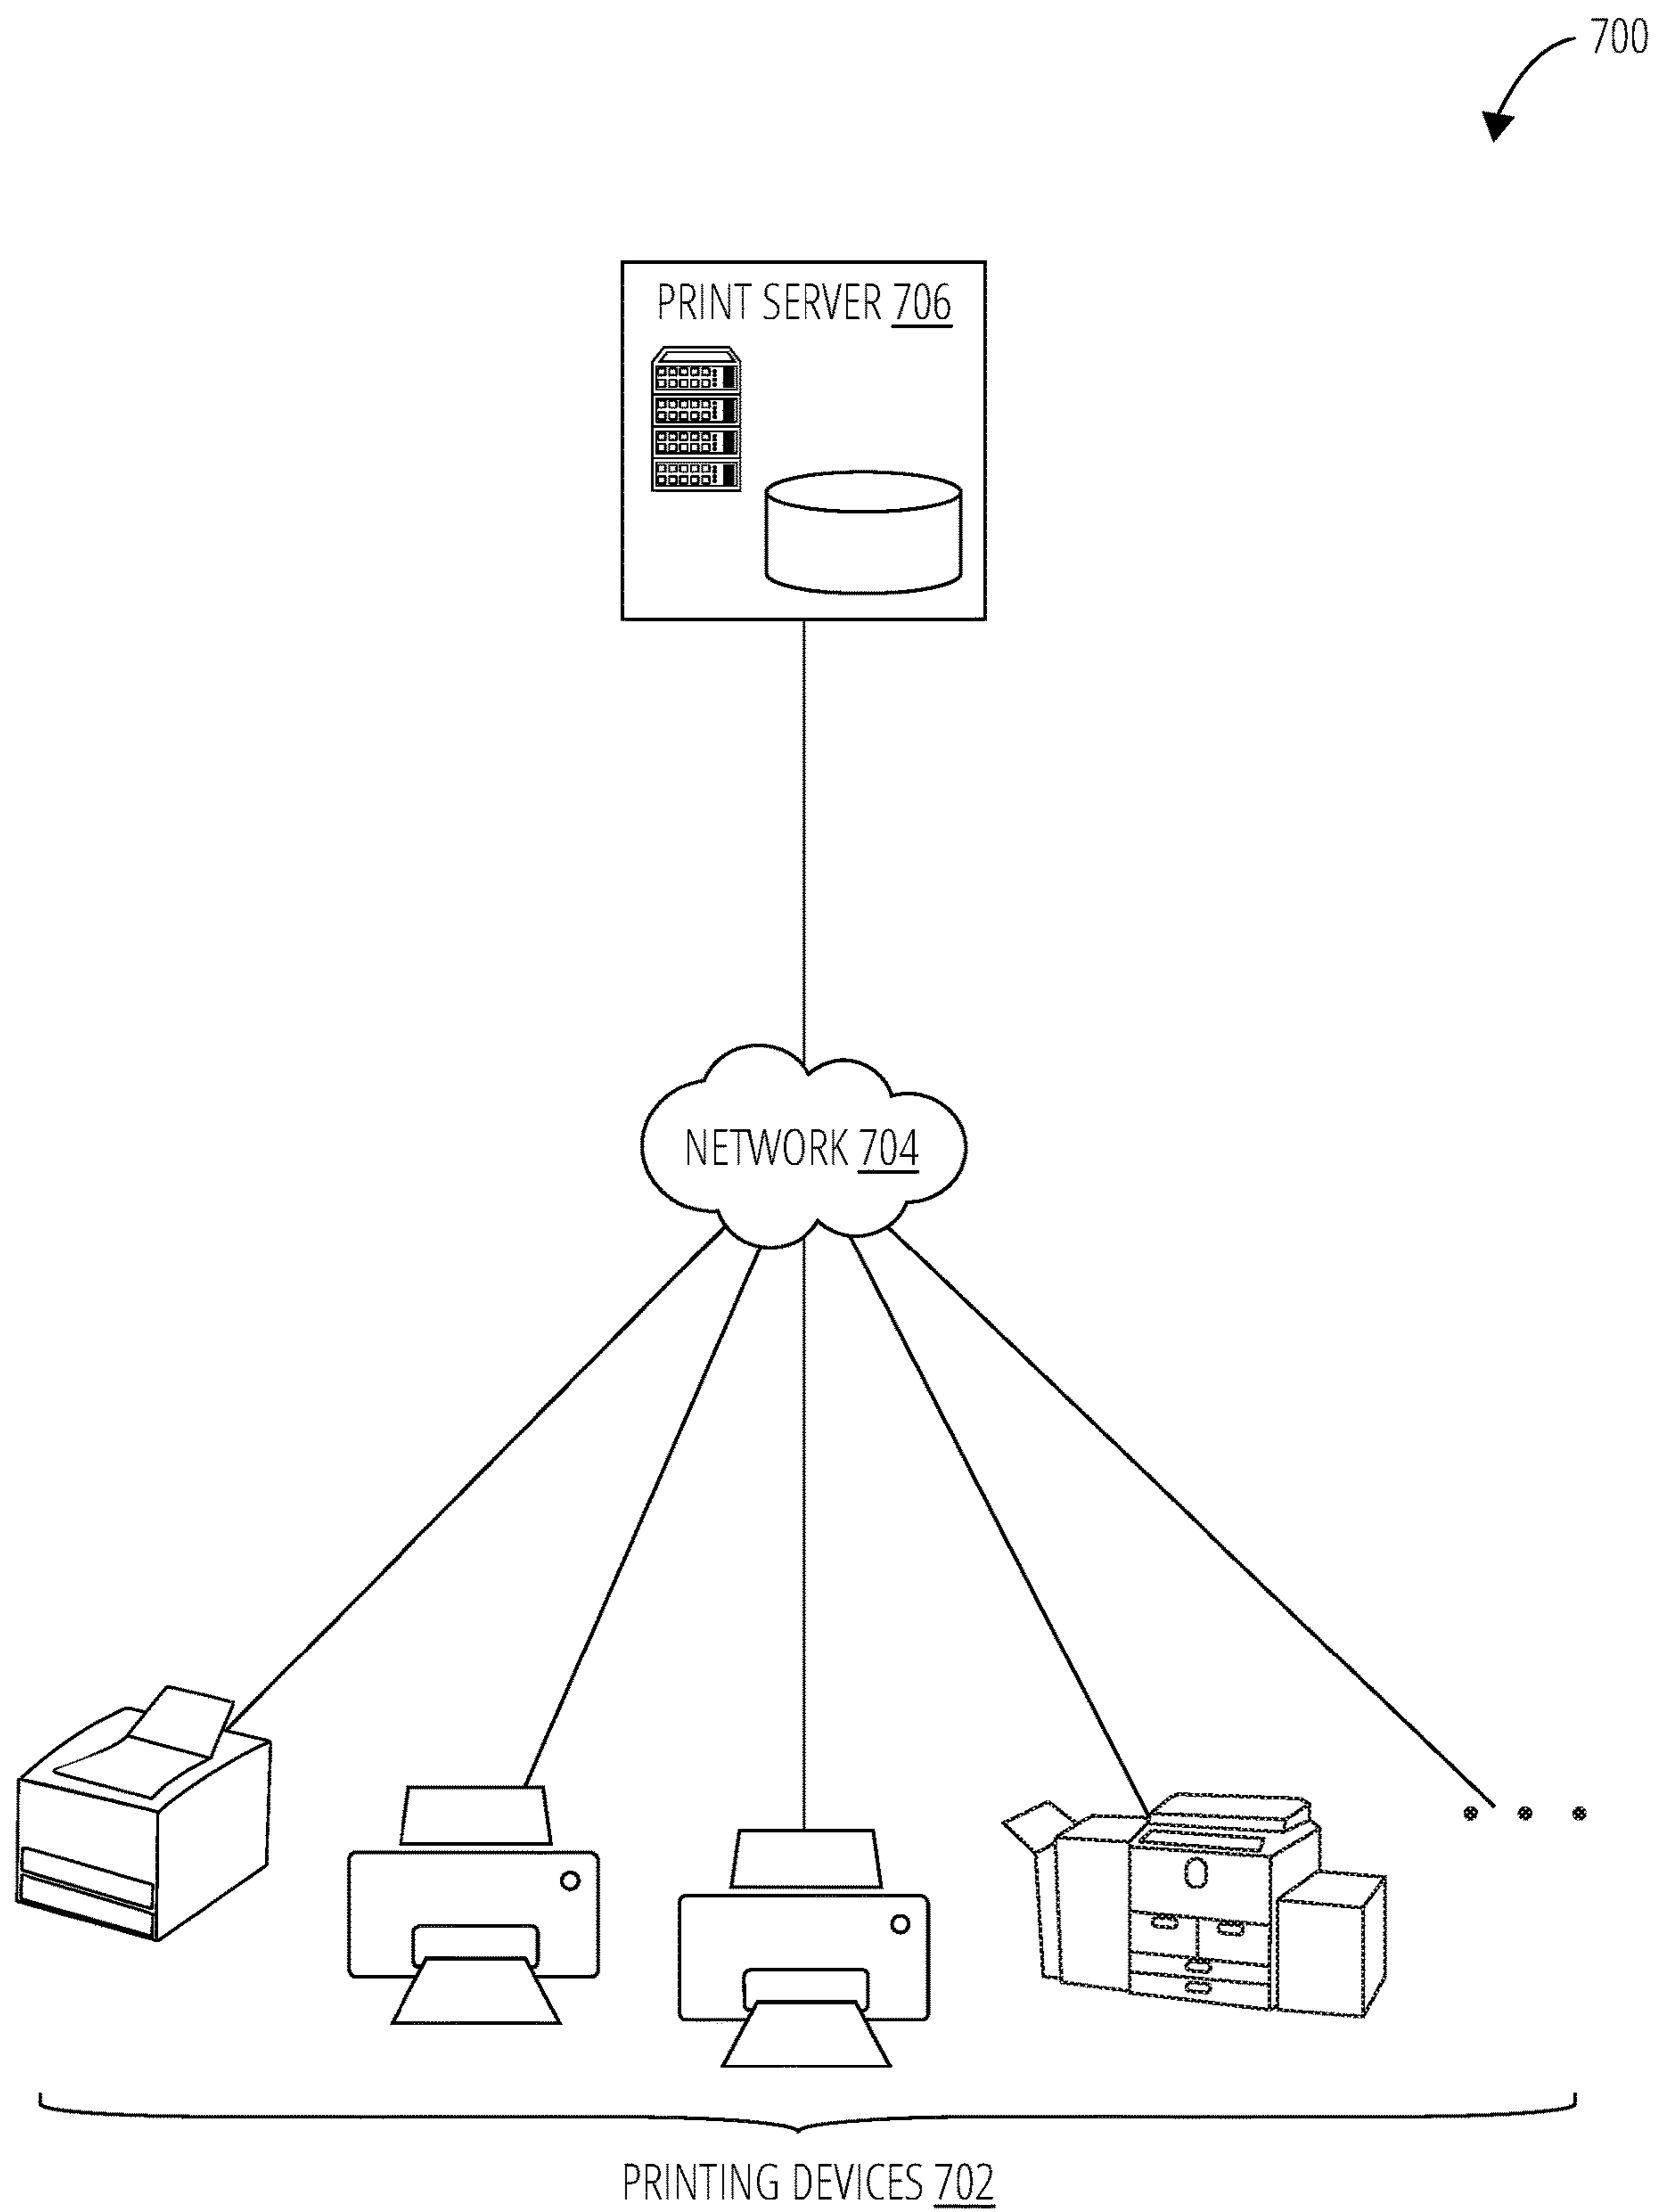 700
PRINT SERVER 706
NETWORK 704
PRINTING DEVICES 702